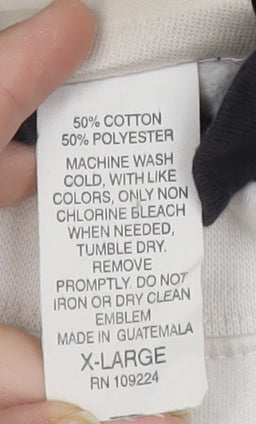 50% COTTON
50% POLYESTER
MACHINE WASH
COLD, WITH LIKE
COLORS, ONLY NON
CHLORINE BLEACH
WHEN NEEDED,
TUMBLE DRY.
REMOVE
PROMPTLY. DO NOT
IRON OR DRY CLEAN
EMBLEM
MADE IN GUATEMALA
X-LARGE
RN 109224